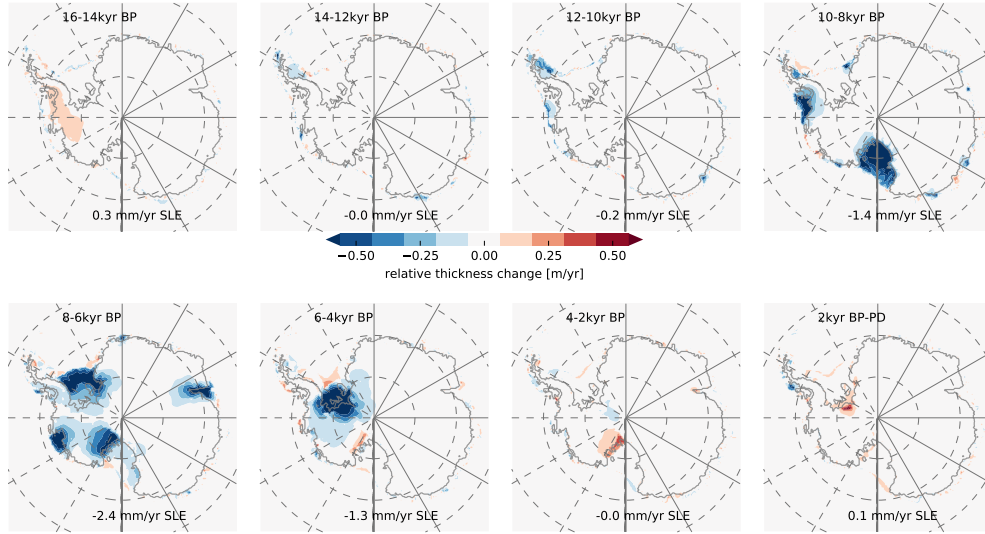 16-14kyr BP
14-12kyr BP
12-10kyr BP
10-8kyr BP
0.3 mm/yr SLE
-0.0 mm/yr SLE
-0.2 mm/yr SLE
-1.4 mm/yr SLE
−0.50 −0.25 0.00 0.25 0.50
relative thickness change [m/yr]
8-6kyr BP
6-4kyr BP
4-2kyr BP
2kyr BP-PD
-2.4 mm/yr SLE
-1.3 mm/yr SLE
-0.0 mm/yr SLE
0.1 mm/yr SLE